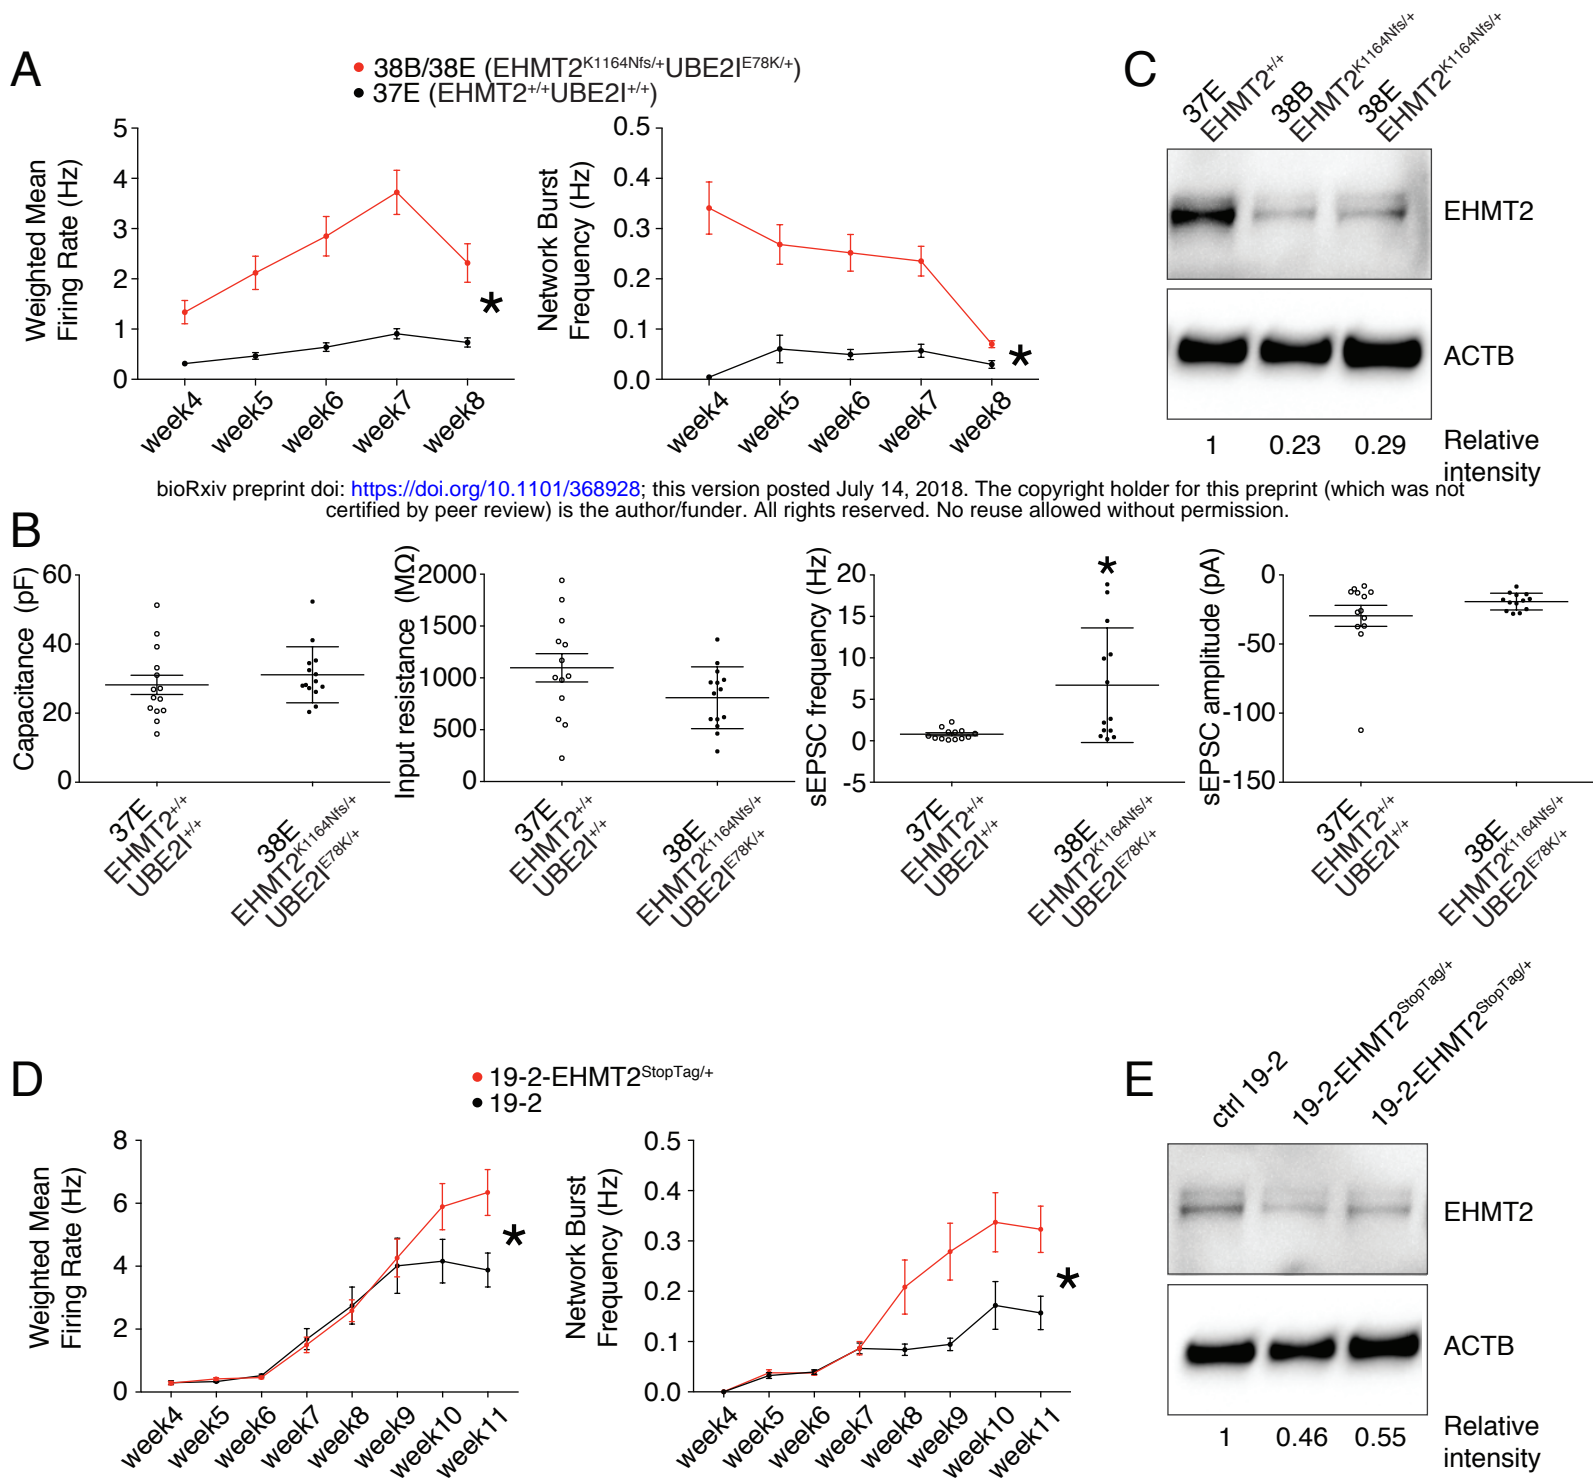 A
38B/38E (EHMT2K1164Nfs/+UBE2IE78K/+)
37E (EHMT2+/+UBE2I+/+)
Weighted Mean
Firing Rate (Hz)
5
4
3
2
1
0
week4
week5
week6
week7
week8
*
Network Burst
Frequency (Hz)
0.5
0.4
0.3
0.2
0.1
0.0
week4
week5
week6
week7
week8
*
C
37E
EHMT2+/+
38B
EHMT2K1164Nfs/+
38E
EHMT2K1164Nfs/+
EHMT2
ACTB
1 0.23 0.29 Relative
intensity
bioRxiv preprint doi: https://doi.org/10.1101/368928; this version posted July 14, 2018. The copyright holder for this preprint (which was not
certified by peer review) is the author/funder. All rights reserved. No reuse allowed without permission.
B
Capacitance (pF)
60
40
20
0
37E
EHMT2+/+
UBE2I+/+
38E
EHMT2K1164Nfs/+
UBE2IE78K/+
Input resistance (MΩ)
2000
1500
1000
500
0
37E
EHMT2+/+
UBE2I+/+
38E
EHMT2K1164Nfs/+
UBE2IE78K/+
sEPSC frequency (Hz)
20
15
10
5
0
-5
*
37E
EHMT2+/+
UBE2I+/+
38E
EHMT2K1164Nfs/+
UBE2IE78K/+
sEPSC amplitude (pA)
0
-50
-100
-150
37E
EHMT2+/+
UBE2I+/+
38E
EHMT2K1164Nfs/+
UBE2IE78K/+
D
19-2-EHMT2StopTag/+
19-2
Weighted Mean
Firing Rate (Hz)
8
6
4
2
0
week4
week5
week6
week7
week8
week9
week10
week11
*
Network Burst
Frequency (Hz)
0.5
0.4
0.3
0.2
0.1
0.0
week4
week5
week6
week7
week8
week9
week10
week11
*
E
ctrl 19-2
19-2-EHMT2StopTag/+
19-2-EHMT2StopTag/+
EHMT2
ACTB
1 0.46 0.55 Relative
intensity